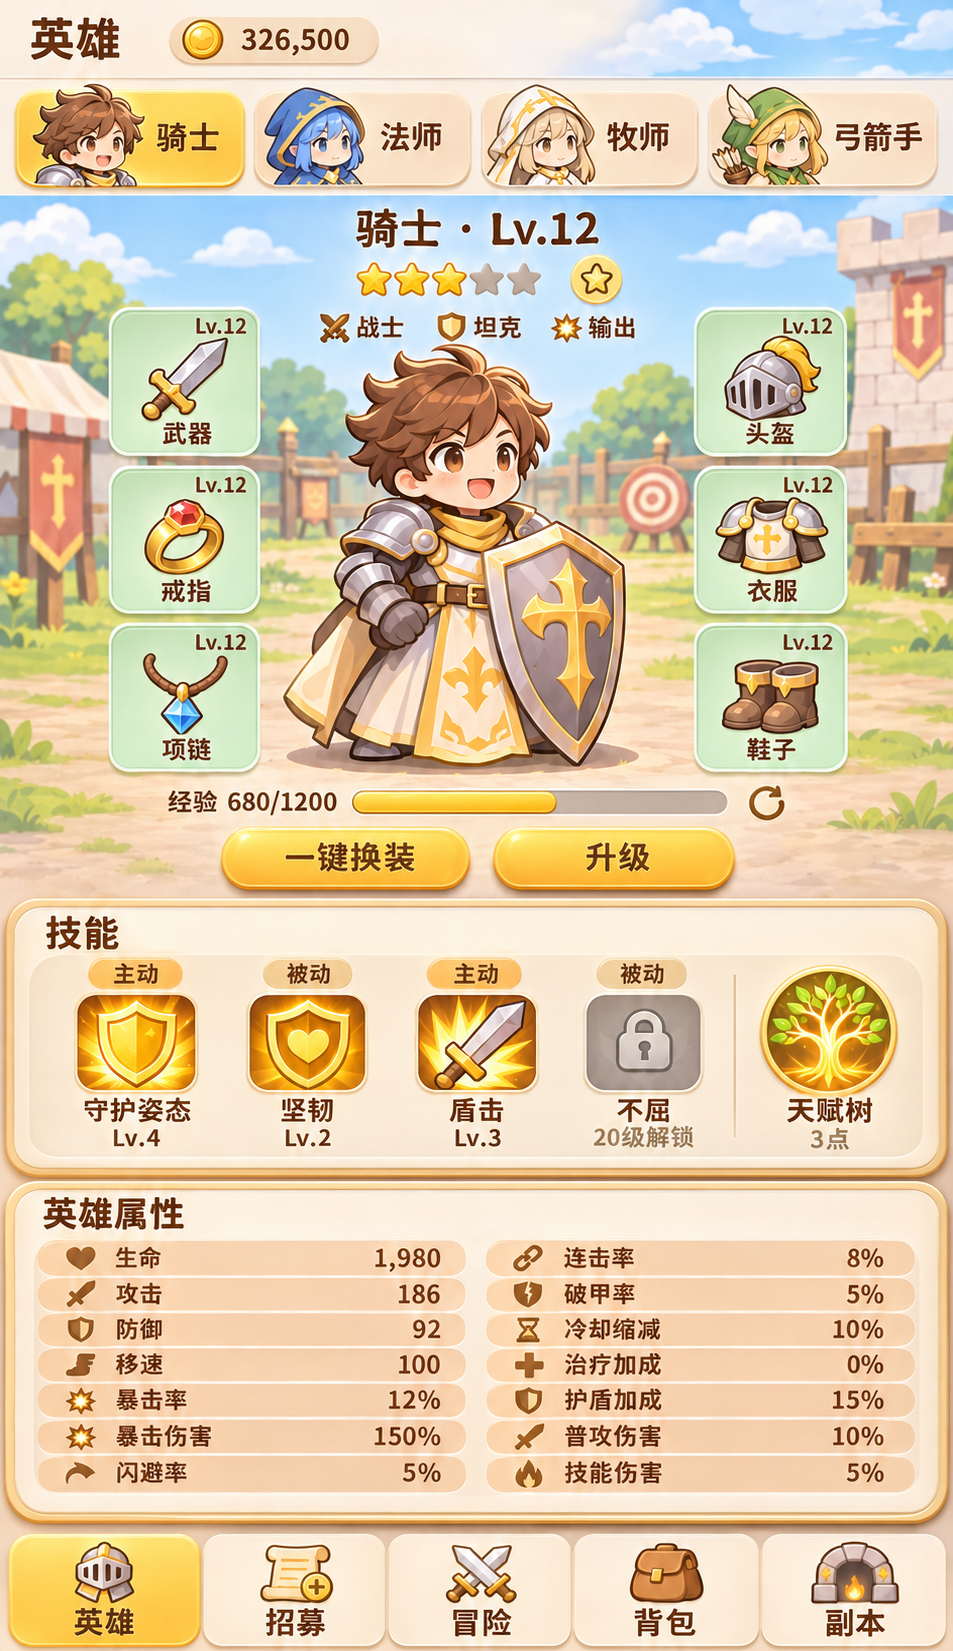 英雄
326,500
骑士
法师
牧师
弓箭手
骑士 · Lv.12
战士 坦克 输出
Lv.12
武器
Lv.12
头盔
Lv.12
戒指
Lv.12
衣服
Lv.12
项链
Lv.12
鞋子
经验 680/1200
一键换装
升级
技能
主动
被动
主动
被动
守护姿态
坚韧
盾击
不屈
天赋树
Lv.4
Lv.2
Lv.3
20级解锁
3点
英雄属性
生命 1,980
连击率 8%
攻击 186
破甲率 5%
防御 92
冷却缩减 10%
移速 100
治疗加成 0%
暴击率 12%
护盾加成 15%
暴击伤害 150%
普攻伤害 10%
闪避率 5%
技能伤害 5%
英雄
招募
冒险
背包
副本